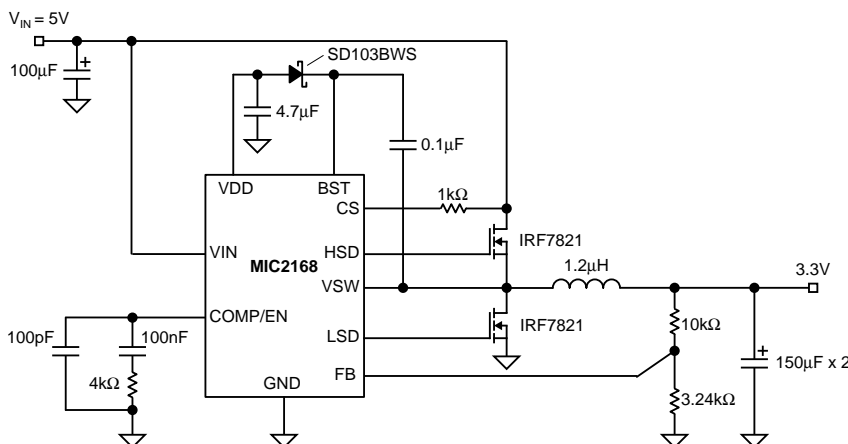 V_IN = 5V
SD103BWS
100μF
4.7μF
0.1μF
VDD
BST
CS
1kΩ
IRF7821
VIN
HSD
MIC2168
1.2μH
3.3V
VSW
COMP/EN
100pF
100nF
IRF7821
10kΩ
LSD
150μF x 2
4kΩ
FB
GND
3.24kΩ